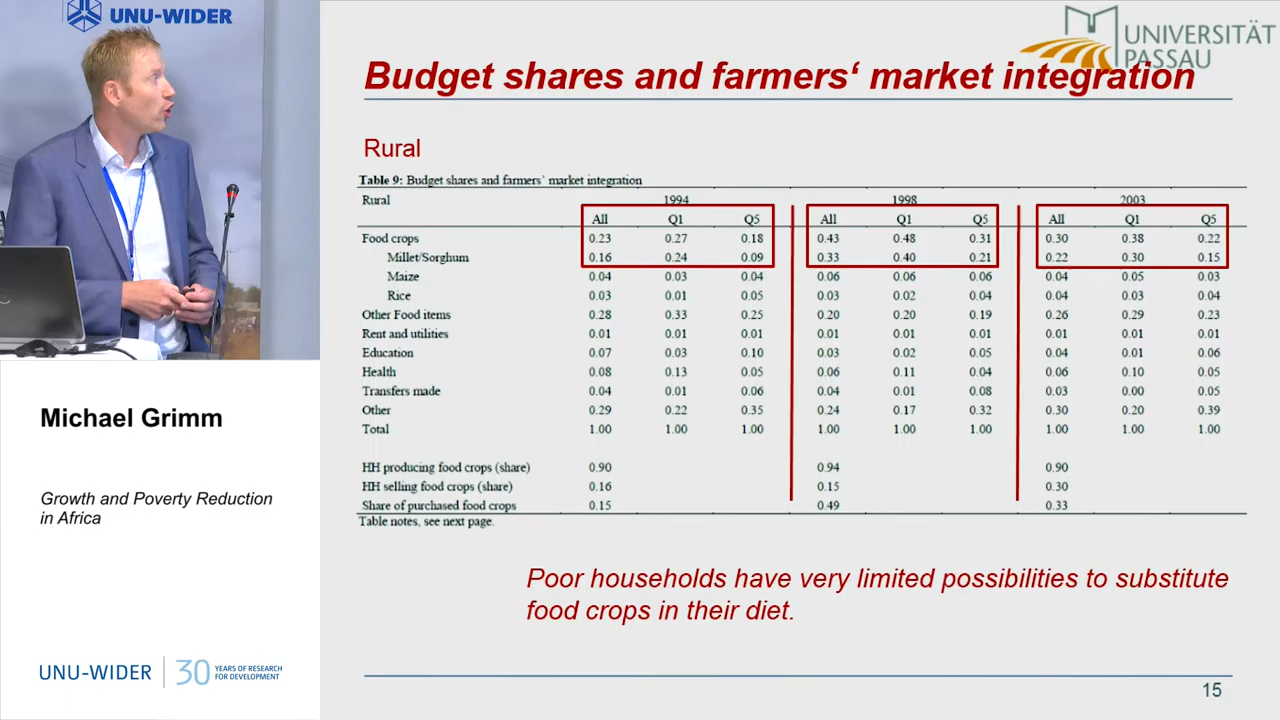 UNU-WIDER
UNIVERSITÄT
PASSAU
Budget shares and farmers‘ market integration
Rural
Table 9: Budget shares and farmers' market integration
Rural 1994 1998 2003
All Q1 Q5 All Q1 Q5 All Q1 Q5
Food crops 0.23 0.27 0.18 0.43 0.48 0.31 0.30 0.38 0.22
Millet/Sorghum 0.16 0.24 0.09 0.33 0.40 0.21 0.22 0.30 0.15
Maize 0.04 0.03 0.04 0.06 0.06 0.06 0.04 0.05 0.03
Rice 0.03 0.01 0.05 0.03 0.02 0.04 0.04 0.03 0.04
Other Food items 0.28 0.33 0.25 0.20 0.20 0.19 0.26 0.29 0.23
Rent and utilities 0.01 0.01 0.01 0.01 0.01 0.01 0.01 0.01 0.01
Education 0.07 0.03 0.10 0.03 0.02 0.05 0.04 0.01 0.06
Health 0.08 0.13 0.05 0.06 0.11 0.04 0.06 0.10 0.05
Transfers made 0.04 0.01 0.06 0.04 0.01 0.08 0.03 0.00 0.05
Other 0.29 0.22 0.35 0.24 0.17 0.32 0.30 0.20 0.39
Total 1.00 1.00 1.00 1.00 1.00 1.00 1.00 1.00 1.00
HH producing food crops (share) 0.90 0.94 0.90
HH selling food crops (share) 0.16 0.15 0.30
Share of purchased food crops 0.15 0.49 0.33
Table notes, see next page.
Poor households have very limited possibilities to substitute
food crops in their diet.
15
Michael Grimm
Growth and Poverty Reduction
in Africa
UNU-WIDER
30 YEARS OF RESEARCH
FOR DEVELOPMENT